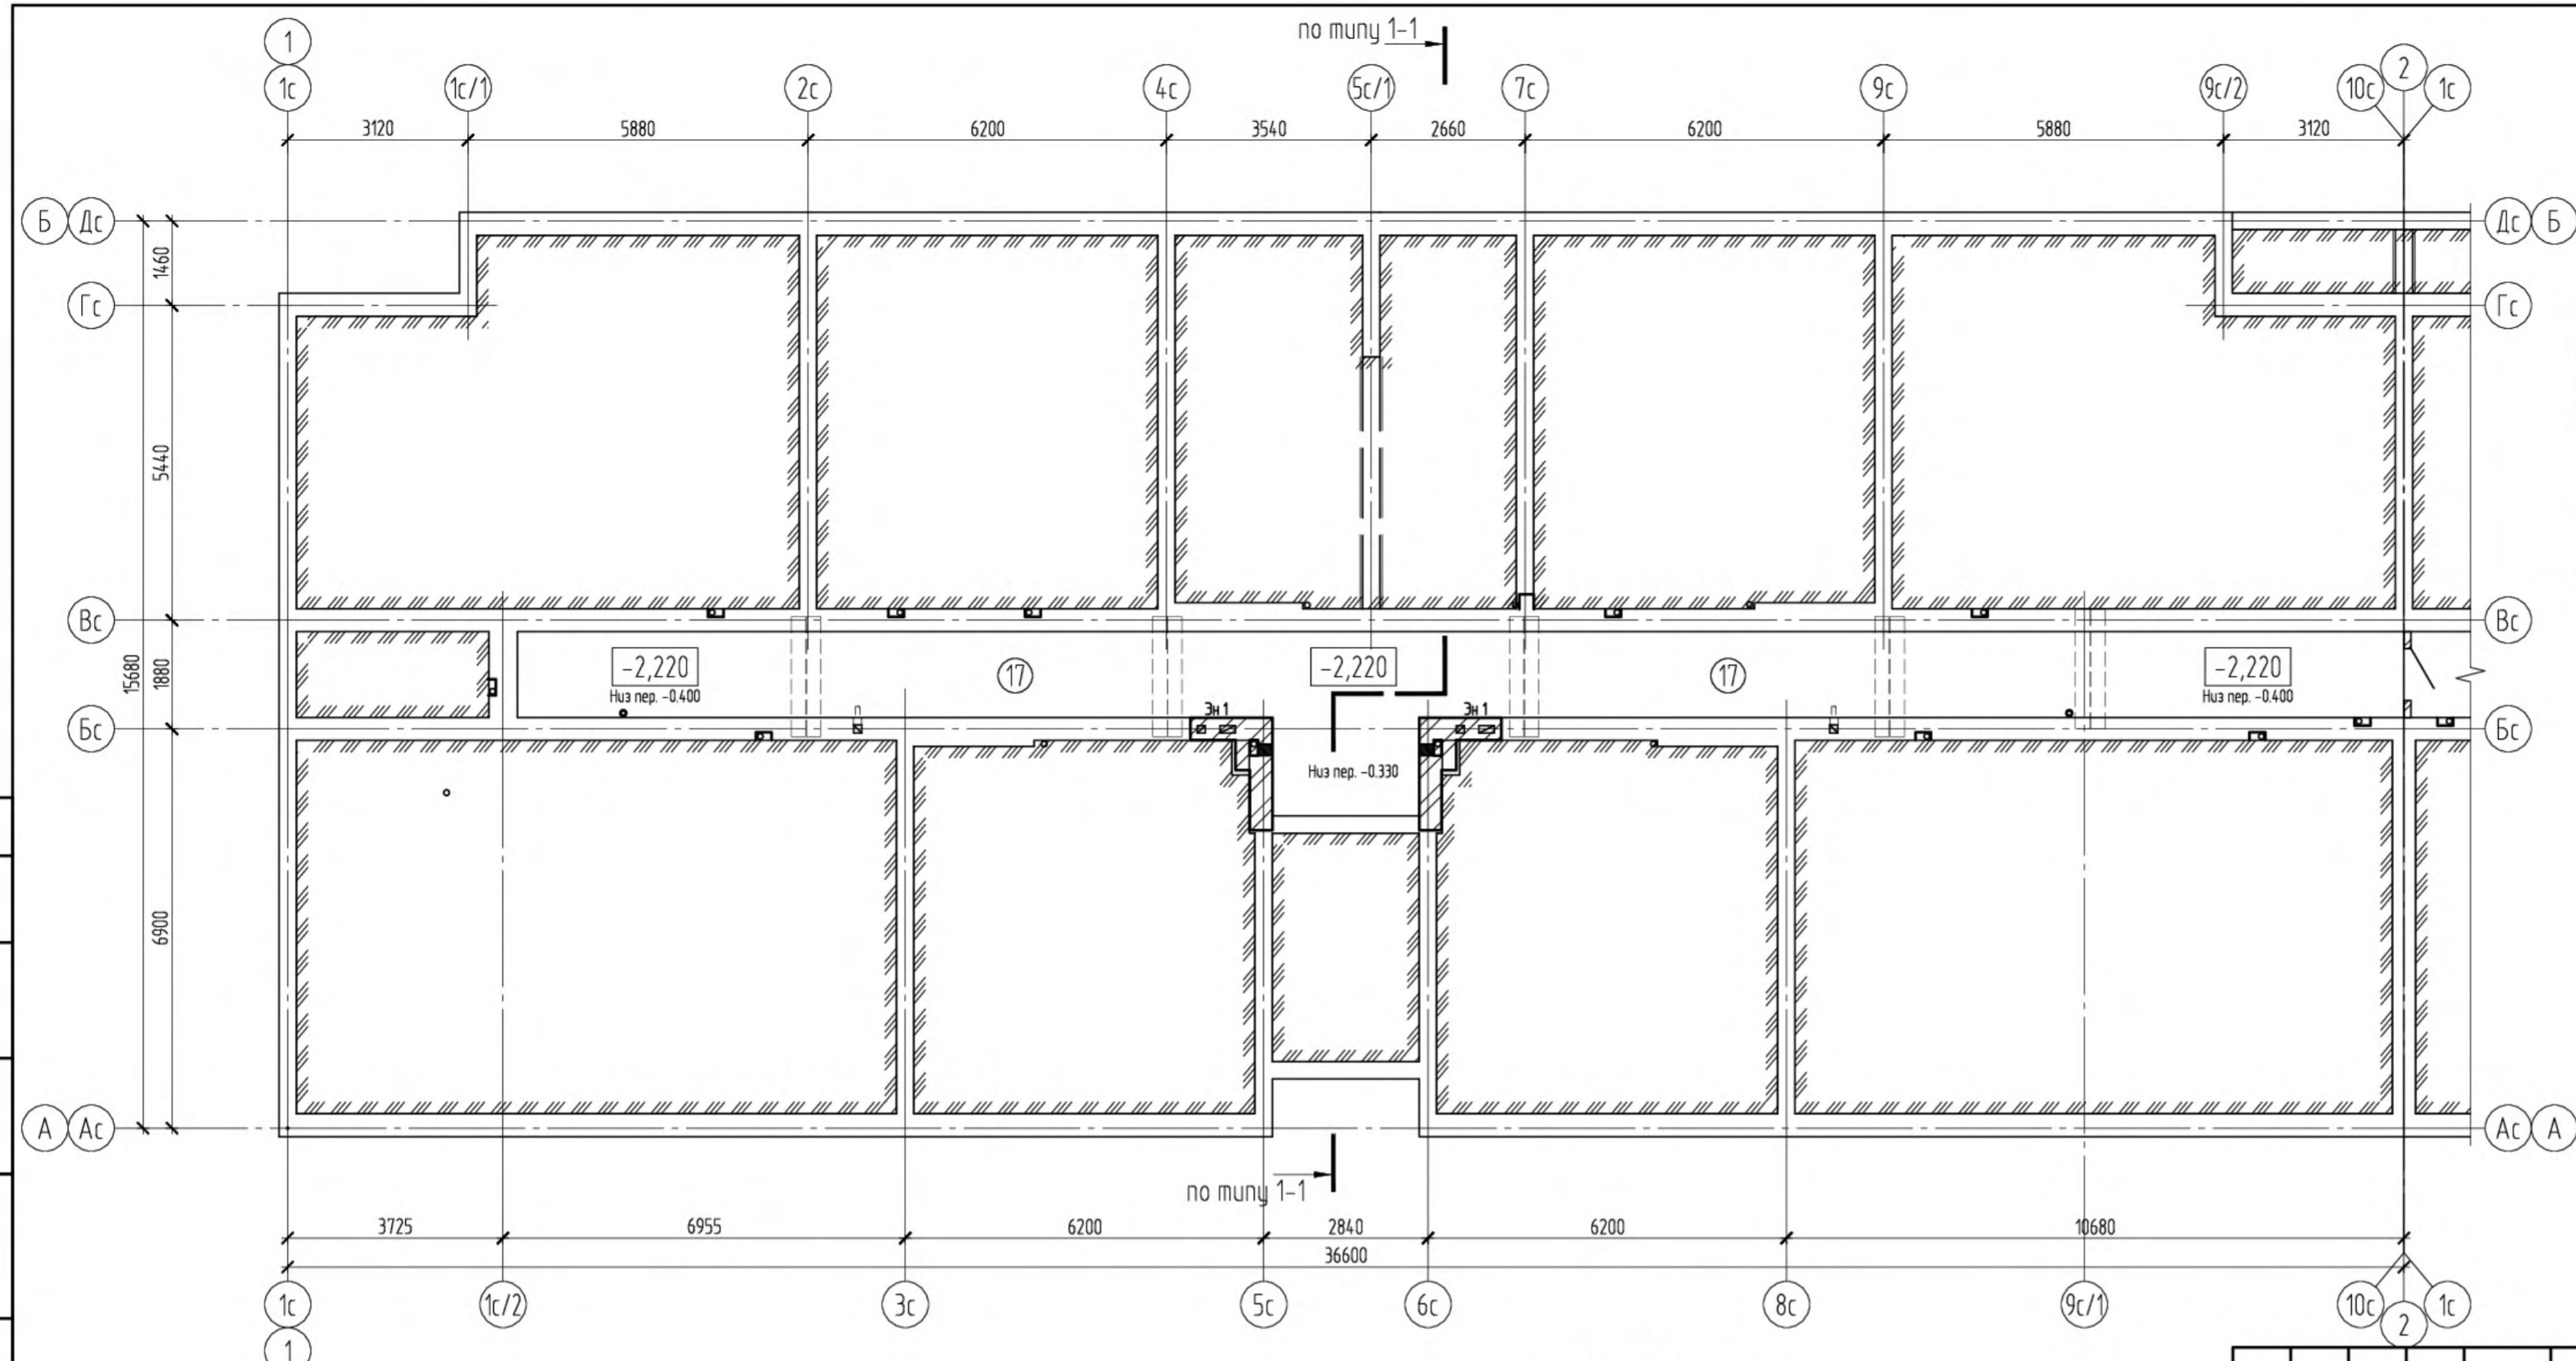 по типу 1-1
1
2
1с
1с/1
2с
4с
5с/1
7с
9с
9с/2
10с
1с
3120
5880
6200
3540
2660
6200
5880
3120
Б
Дс
Дс
Б
1460
Гс
Гс
5440
Вс
Вс
15680
1880
-2,220
17
-2,220
17
-2,220
Низ пер. -0.400
Низ пер. -0.400
п
Эн 1
Эн 1
п
Бс
Бс
Низ пер. -0.330
6900
А
Ас
Ас
А
по типу 1-1
3725
6955
6200
2840
6200
10680
36600
1с
1с/2
3с
5с
6с
8с
9с/1
10с
1с
1
2